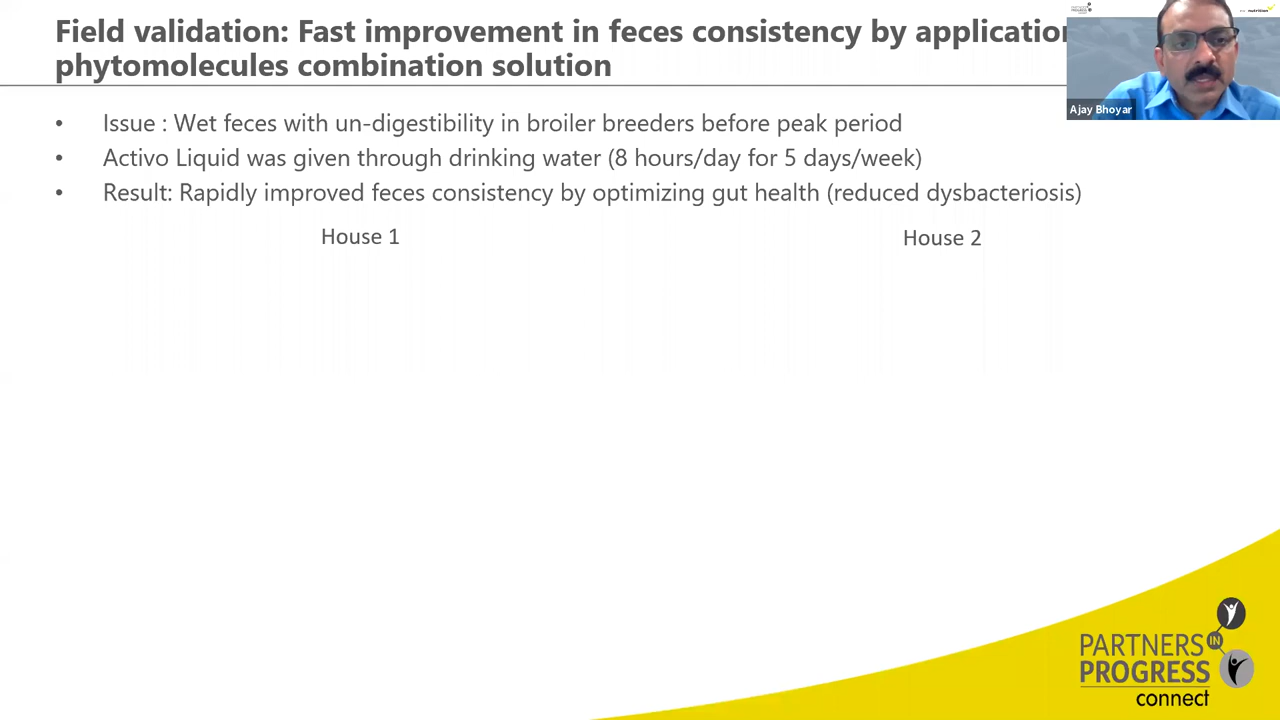 Field validation: Fast improvement in feces consistency by application
phytomolecules combination solution
Ajay Bhoyar
• Issue : Wet feces with un-digestibility in broiler breeders before peak period
• Activo Liquid was given through drinking water (8 hours/day for 5 days/week)
• Result: Rapidly improved feces consistency by optimizing gut health (reduced dysbacteriosis)
House 1
House 2
PARTNERS IN
PROGRESS
connect